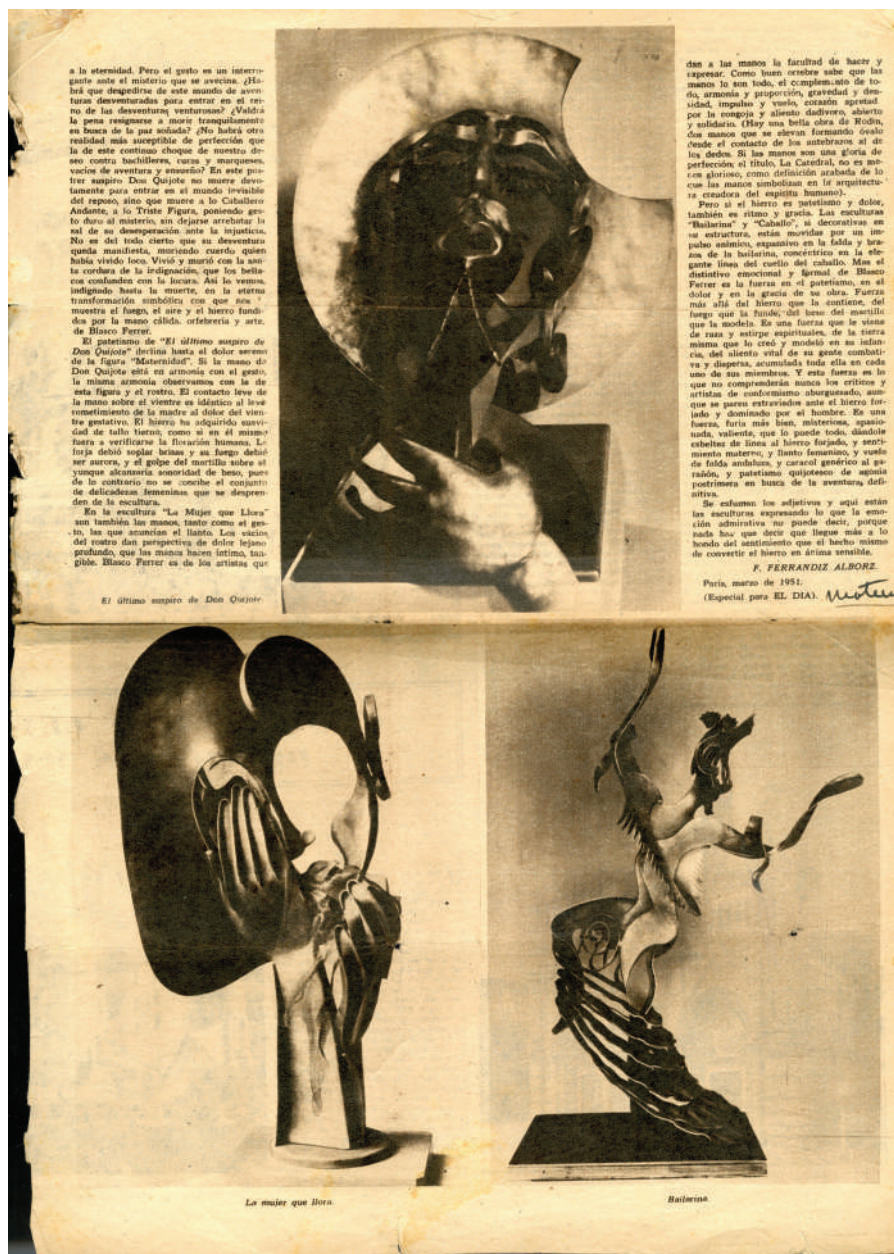 a la eternidad. Pero el gesto es un interro-
gante ante el misterio que se avecina. ¿Ha-
brá que despedirse de este mundo de aven-
turas desventuradas para entrar en el rei-
no de las desventuras venturosas? ¿Valdrá
la pena resignarse a morir tranquilamente
en busca de la paz soñada? ¿No habrá otra
realidad más suceptible de perfección que
la de este continuo choque de nuestro de-
seo contra bachilleres, curas y marqueses,
vacíos de aventura y ensueño? En este pos-
trer suspiro Don Quijote no muere devo-
tamente para entrar en el mundo invisible
del reposo, sino que muere a lo Caballero
Andante, a lo Triste Figura, poniendo ges-
to duro al misterio, sin dejarse arrebatar la
sal de su desesperación ante la injusticia.
No es del todo cierto que su desventura
queda manifiesta, muriendo cuerdo quien
había vivido loco. Vivió y murió con la san-
ta cordura de la indignación, que los bella-
cos confunden con la locura. Así lo vemos,
indignado hasta la muerte, en la eterna
transformación simbólica con que nos
muestra el fuego, el aire y el hierro fundi-
dos por la mano cálida, orfebrería y arte,
de Blasco Ferrer.
El patetismo de "El último suspiro de
Don Quijote" declina hasta el dolor sereno
de la figura "Maternidad". Si la mano de
Don Quijote está en armonía con el gesto,
la misma armonía observamos con la de
esta figura y el rostro. El contacto leve de
la mano sobre el vientre es idéntico al leve
sometimiento de la madre al dolor del vien-
tre gestativo. El hierro ha adquirido suavi-
dad de tallo tierno, como si en él mismo
fuera a verificarse la floración humana. La
forja debió soplar brisas y su fuego debió
ser aurora, y el golpe del martillo sobre el
yunque alcanzaría sonoridad de beso, pues
de lo contrario no se concibe el conjunto
de delicadezas femeninas que se despren-
den de la escultura.
En la escultura "La Mujer que Llora"
son también las manos, tanto como el ges-
to, las que acuncian el llanto. Los vacíos
del rostro dan perspectiva de dolor lejano
profundo, que las manos hacen íntimo, tan-
gible. Blasco Ferrer es de los artistas que
El último suspiro de Don Quijote.
dan a las manos la facultad de hacer y
expresar. Como buen orfebre sabe que las
manos lo son todo, el complemento de to-
do, armonía y proporción, gravedad y den-
sidad, impulso y vuelo, corazón apretad
por la congoja y aliento dadivoro, abierto
y solidario. (Hay una bella obra de Rodin,
dos manos que se elevan formando óvalo
desde el contacto de los antebrazos al de
los dedos. Si las manos son una gloria de
perfección; el título, La Catedral, no es me-
nos glorioso, como definición acabada de lo
que las manos simbolizan en la arquitectu-
ra creadora del espíritu humano).
Pero si el hierro es patetismo y dolor,
también es ritmo y gracia. Las esculturas
"Bailarina" y "Caballo", si decorativas en
su estructura, están movidas por un im-
pulso anímico, expansivo en la falda y bra-
zos de la bailarina, concéntrico en la ele-
gante línea del cuello del caballo. Mas el
distintivo emocional y formal de Blasco
Ferrer es la fuerza en el patetismo, en el
dolor y en la gracia de su obra. Fuerza
más allá del hierro que la contiene, del
fuego que la funde, del beso del martillo
que la modela. Es una fuerza que le viene
de raza y estirpe espirituales, de la tierra
misma que lo creó y modeló en su infan-
cia, del aliento vital de su gente combati-
va y dispersa, acumulada toda ella en cada
uno de sus miembros. Y esta fuerza es lo
que no comprenderán nunca los críticos y
artistas de conformismo aburguesado, aun-
que se paren extraviados ante el hierro for-
jado y dominado por el hombre. Es una
fuerza, furia más bien, misteriosa, apasio-
nada, valiente, que lo puede todo, dándole
esbeltez de línea al hierro forjado, y senti-
miento materno, y llanto femenino, y vuelo
de falda andaluza, y caracol genérico al ga-
rañón, y patetismo quijotesco de agonía
postrimera en busca de la aventura defi-
nitiva.
Se esfuman los adjetivos y aquí están
las esculturas expresando lo que la emo-
ción admirativa no puede decir, porque
nada hay que decir que llegue más a lo
hondo del sentimiento que el hecho mismo
de convertir el hierro en ánima sensible.
F. FERRANDIZ ALBORZ.
París, marzo de 1951.
(Especial para EL DIA).
La mujer que llora.
Bailarina.